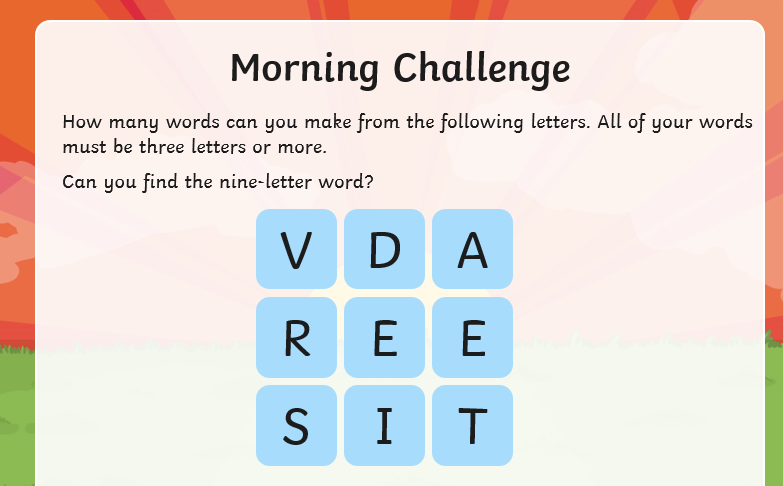 Morning Challenge
How many words can you make from the following letters. All of your words
must be three letters or more.
Can you find the nine-letter word?
V D A
R E E
S I T